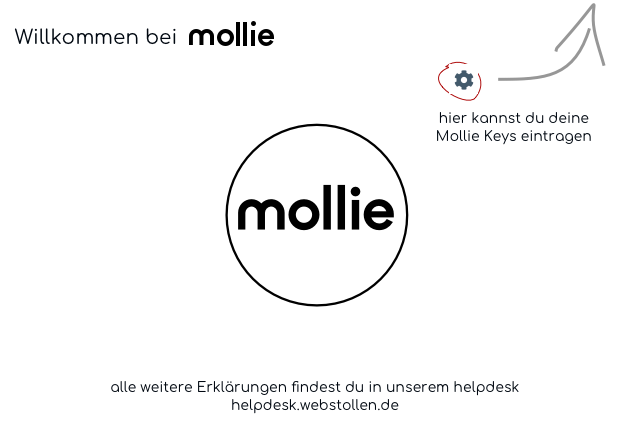 Willkommen bei mollie
hier kannst du deine
Mollie Keys eintragen
mollie
alle weitere Erklärungen findest du in unserem helpdesk
helpdesk.webstollen.de